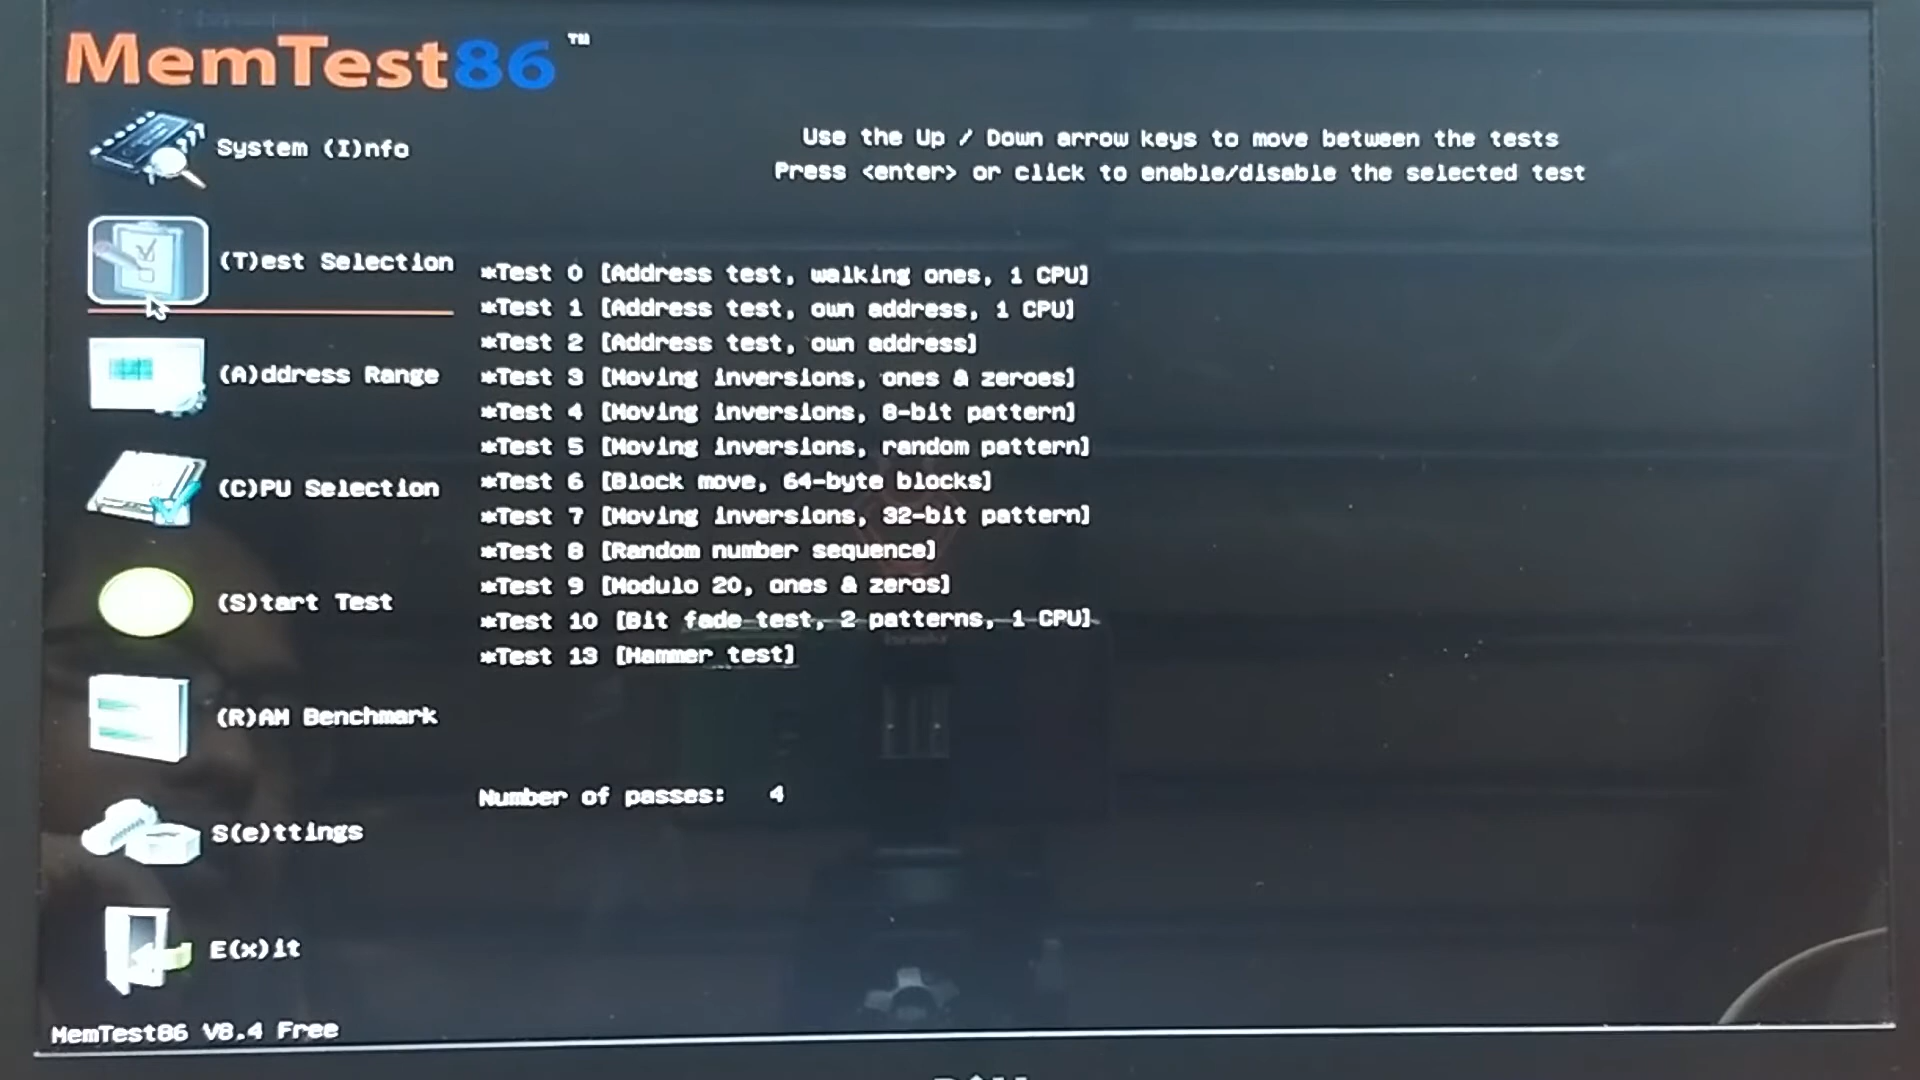 MemTest86™
System (I)nfo
Use the Up / Down arrow keys to move between the tests
Press <enter> or click to enable/disable the selected test
(T)est Selection
*Test 0 [Address test, walking ones, 1 CPU]
*Test 1 [Address test, own address, 1 CPU]
*Test 2 [Address test, own address]
*Test 3 [Moving inversions, ones & zeroes]
*Test 4 [Moving inversions, 8-bit pattern]
*Test 5 [Moving inversions, random pattern]
*Test 6 [Block move, 64-byte blocks]
*Test 7 [Moving inversions, 32-bit pattern]
*Test 8 [Random number sequence]
*Test 9 [Modulo 20, ones & zeros]
*Test 10 [Bit fade test, 2 patterns, 1 CPU]
*Test 13 [Hammer test]
(A)ddress Range
(C)PU Selection
(S)tart Test
(R)AM Benchmark
Number of passes: 4
S(e)ttings
E(x)it
MemTest86 V8.4 Free